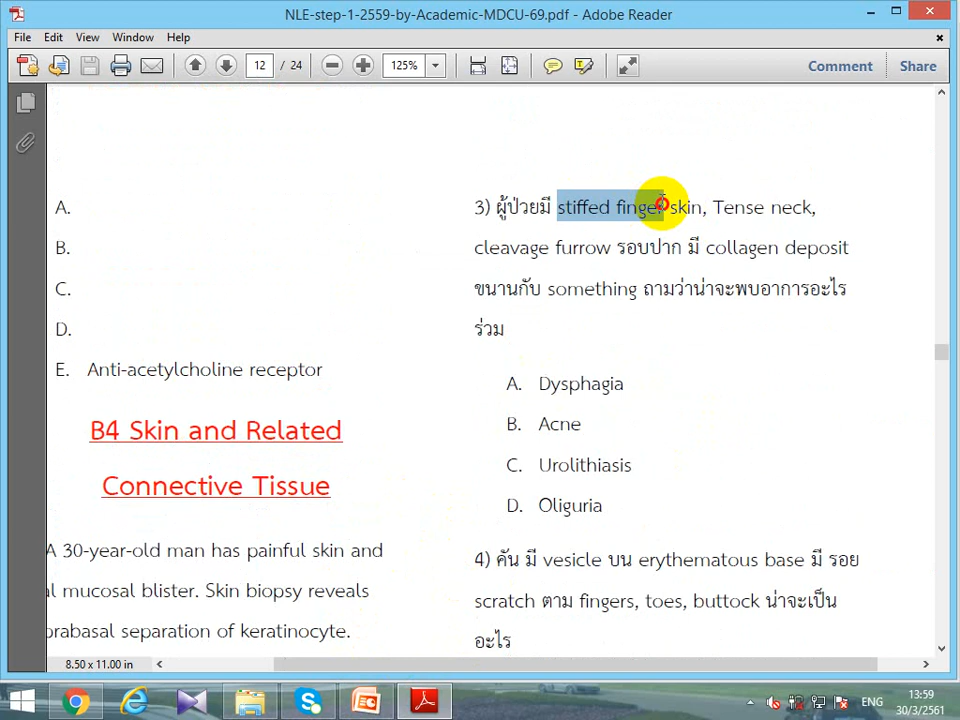 NLE-step-1-2559-by-Academic-MDCU-69.pdf - Adobe Reader
File Edit View Window Help
12 / 24 125% Comment Share
A.
B.
C.
D.
E. Anti-acetylcholine receptor
B4 Skin and Related
Connective Tissue
A 30-year-old man has painful skin and
al mucosal blister. Skin biopsy reveals
prabasal separation of keratinocyte.
3) ผู้ป่วยมี stiffed finger skin, Tense neck,
cleavage furrow รอบปาก มี collagen deposit
ขนานกับ something ถามว่าน่าจะพบอาการอะไร
ร่วม
A. Dysphagia
B. Acne
C. Urolithiasis
D. Oliguria
4) คัน มี vesicle บน erythematous base มี รอย
scratch ตาม fingers, toes, buttock น่าจะเป็น
อะไร
8.50 x 11.00 in
ENG
13:59
30/3/2561